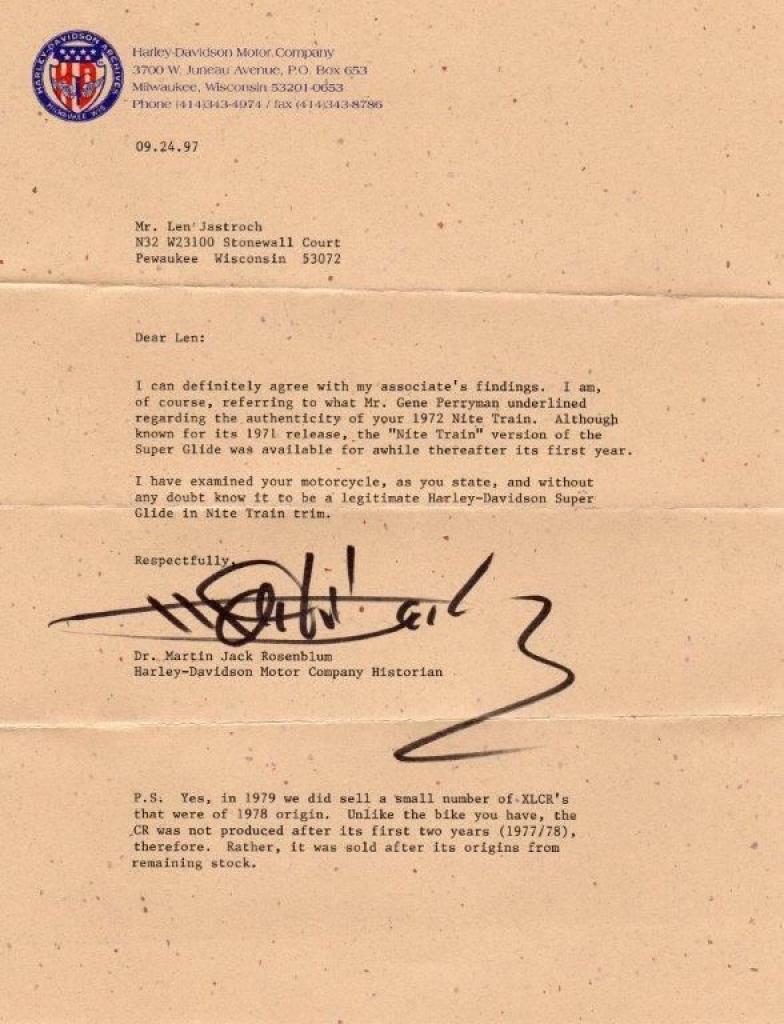 HARLEY-DAVIDSON ARCHIVES
HD
MILWAUKEE WIS
Harley-Davidson Motor Company
3700 W. Juneau Avenue, P.O. Box 653
Milwaukee, Wisconsin 53201-0653
Phone (414)343-4974 / fax (414)343-8786
09.24.97
Mr. Len Jastroch
N32 W23100 Stonewall Court
Pewaukee Wisconsin 53072
Dear Len:
I can definitely agree with my associate's findings. I am,
of course, referring to what Mr. Gene Perryman underlined
regarding the authenticity of your 1972 Nite Train. Although
known for its 1971 release, the "Nite Train" version of the
Super Glide was available for awhile thereafter its first year.
I have examined your motorcycle, as you state, and without
any doubt know it to be a legitimate Harley-Davidson Super
Glide in Nite Train trim.
Respectfully,
Dr. Martin Jack Rosenblum
Harley-Davidson Motor Company Historian
P.S. Yes, in 1979 we did sell a small number of XLCR's
that were of 1978 origin. Unlike the bike you have, the
CR was not produced after its first two years (1977/78),
therefore. Rather, it was sold after its origins from
remaining stock.